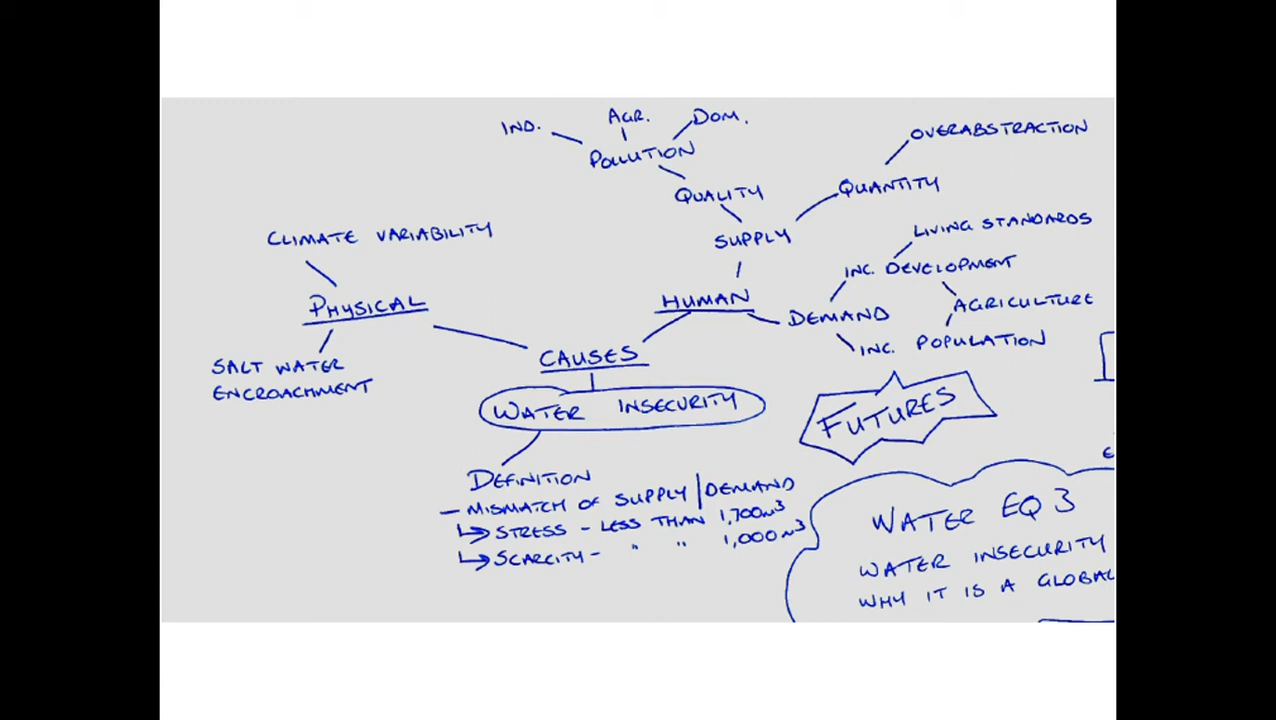 IND.
AGR.
DOM.
POLLUTION
OVERABSTRACTION
QUALITY
QUANTITY
SUPPLY
LIVING STANDARDS
CLIMATE VARIABILITY
INC. DEVELOPMENT
PHYSICAL
HUMAN
AGRICULTURE
DEMAND
INC. POPULATION
SALT WATER
ENCROACHMENT
CAUSES
WATER INSECURITY
FUTURES
DEFINITION
- MISMATCH OF SUPPLY/DEMAND
↳ STRESS - LESS THAN 1,700m³
↳ SCARCITY - " " 1,000m³
WATER EQ 3
WATER INSECURITY
WHY IT IS A GLOBAL